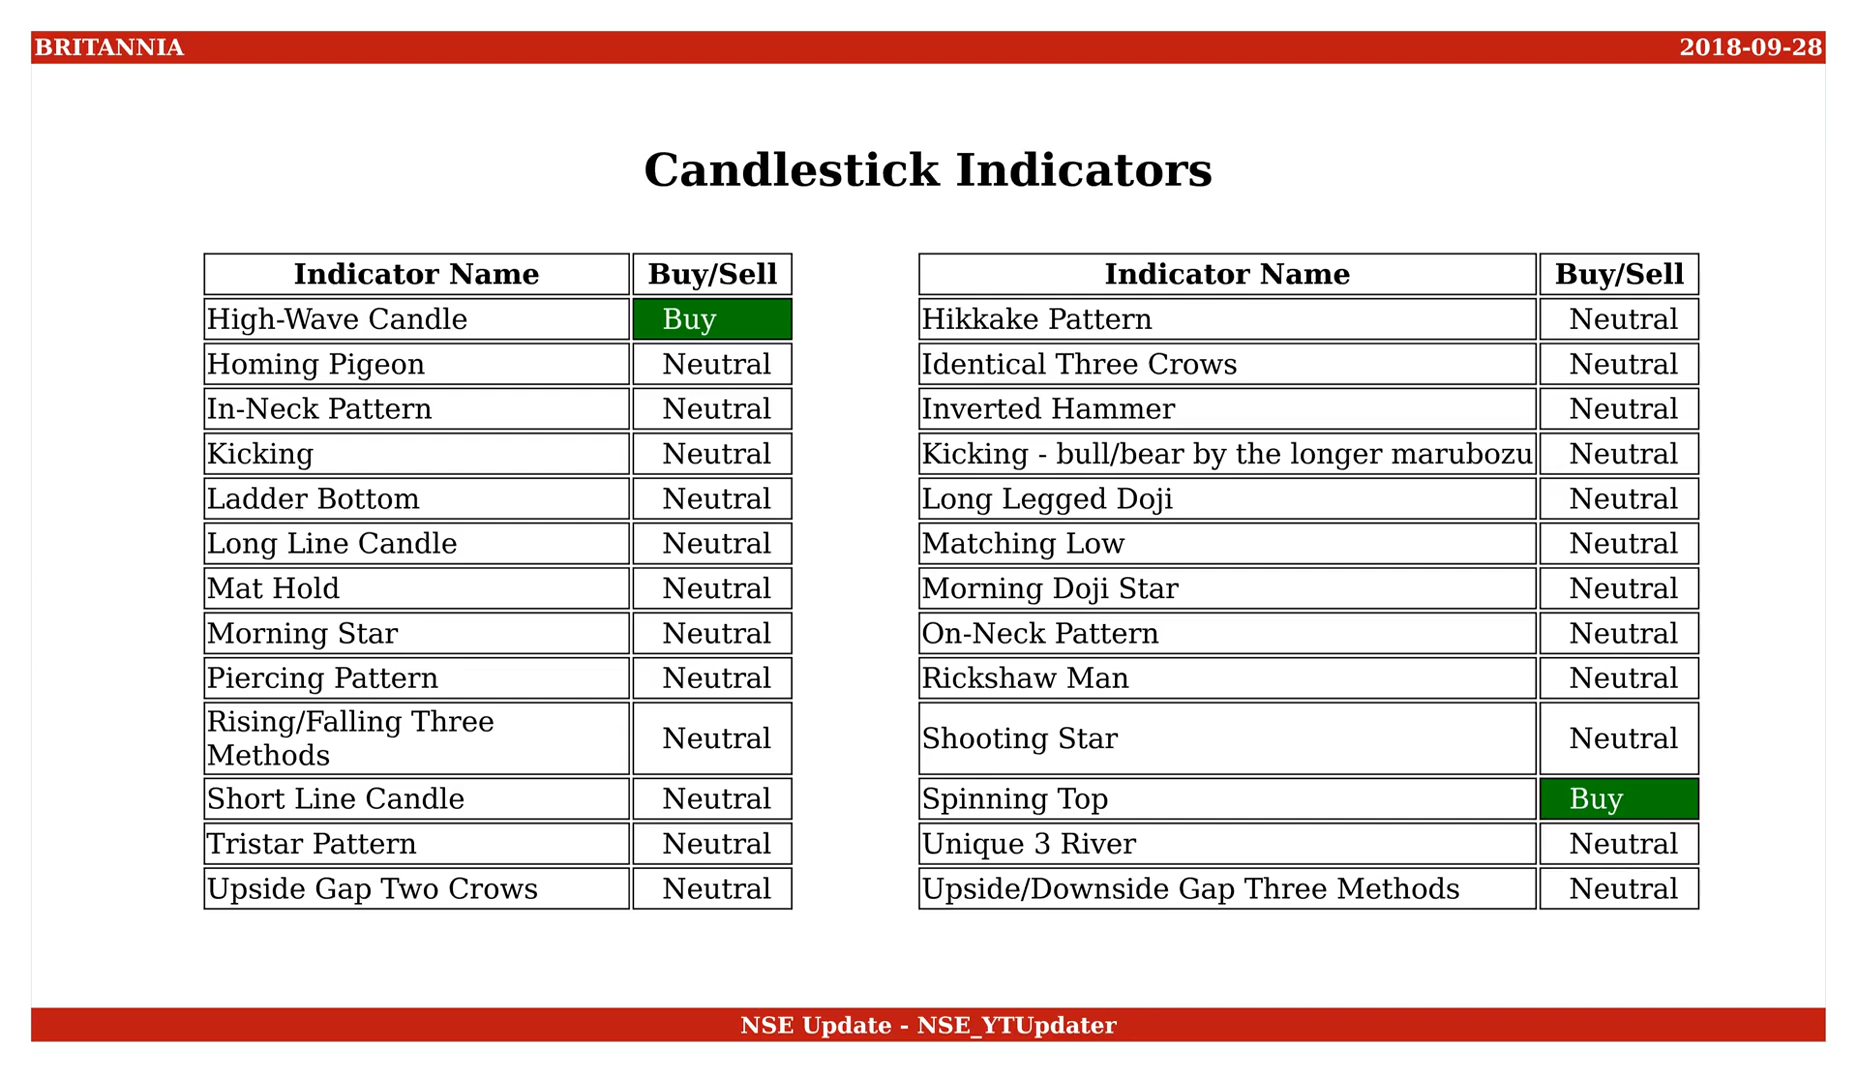 BRITANNIA 2018-09-28
Candlestick Indicators
Indicator Name Buy/Sell
High-Wave Candle Buy
Homing Pigeon Neutral
In-Neck Pattern Neutral
Kicking Neutral
Ladder Bottom Neutral
Long Line Candle Neutral
Mat Hold Neutral
Morning Star Neutral
Piercing Pattern Neutral
Rising/Falling Three
Methods Neutral
Short Line Candle Neutral
Tristar Pattern Neutral
Upside Gap Two Crows Neutral
Indicator Name Buy/Sell
Hikkake Pattern Neutral
Identical Three Crows Neutral
Inverted Hammer Neutral
Kicking - bull/bear by the longer marubozu Neutral
Long Legged Doji Neutral
Matching Low Neutral
Morning Doji Star Neutral
On-Neck Pattern Neutral
Rickshaw Man Neutral
Shooting Star Neutral
Spinning Top Buy
Unique 3 River Neutral
Upside/Downside Gap Three Methods Neutral
NSE Update - NSE_YTUpdater